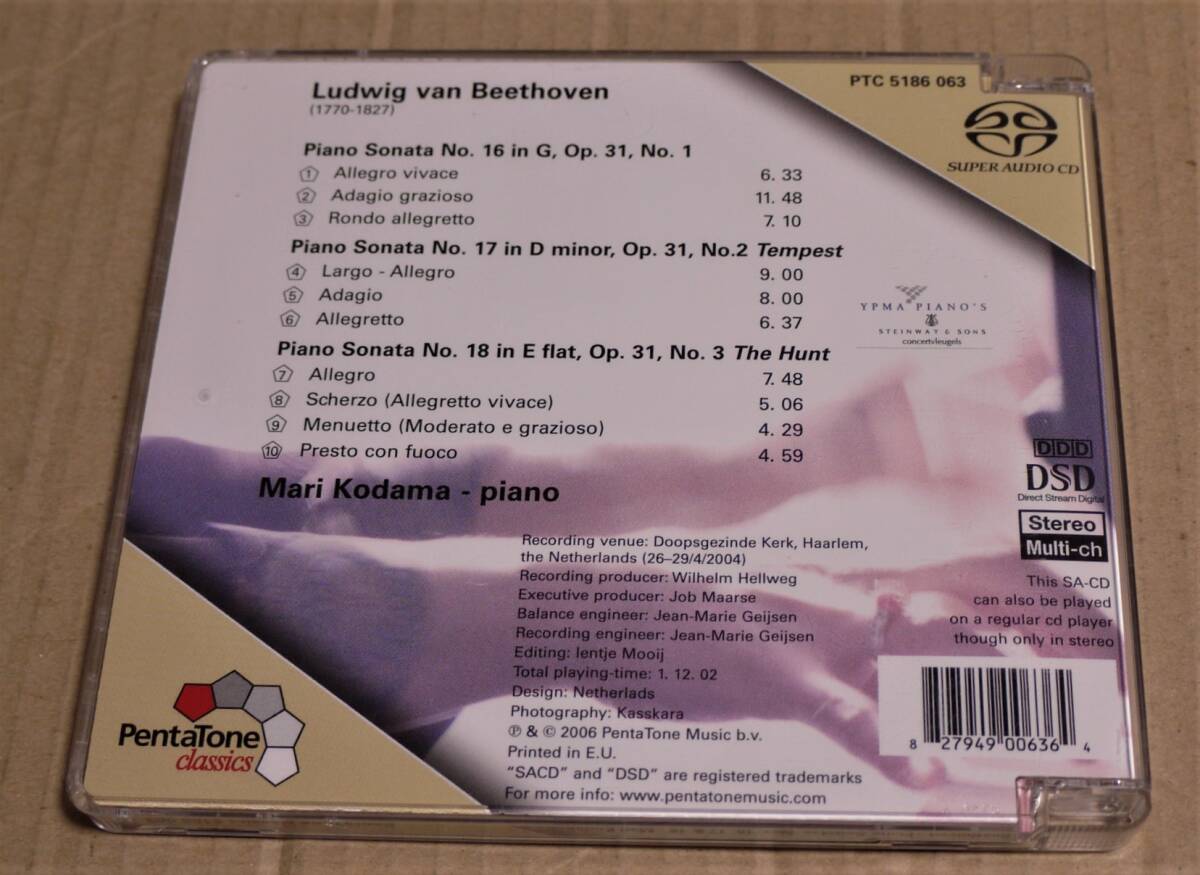 Ludwig van Beethoven
(1770-1827)
PTC 5186 063
SUPER AUDIO CD
Piano Sonata No. 16 in G, Op. 31, No. 1
1 Allegro vivace 6. 33
2 Adagio grazioso 11. 48
3 Rondo allegretto 7. 10
Piano Sonata No. 17 in D minor, Op. 31, No.2 Tempest
4 Largo - Allegro 9. 00
5 Adagio 8. 00
6 Allegretto 6. 37
YPMA PIANO'S
STEINWAY & SONS
concertvleugels
Piano Sonata No. 18 in E flat, Op. 31, No. 3 The Hunt
7 Allegro 7. 48
8 Scherzo (Allegretto vivace) 5. 06
9 Menuetto (Moderato e grazioso) 4. 29
10 Presto con fuoco 4. 59
Mari Kodama - piano
DDD
DSD
Direct Stream Digital
Stereo
Multi-ch
This SA-CD
can also be played
on a regular cd player
though only in stereo
Recording venue: Doopsgezinde Kerk, Haarlem,
the Netherlands (26–29/4/2004)
Recording producer: Wilhelm Hellweg
Executive producer: Job Maarse
Balance engineer: Jean-Marie Geijsen
Recording engineer: Jean-Marie Geijsen
Editing: Ientje Mooij
Total playing-time: 1. 12. 02
Design: Netherlads
Photography: Kasskara
℗ & © 2006 PentaTone Music b.v.
Printed in E.U.
"SACD" and "DSD" are registered trademarks
For more info: www.pentatonemusic.com
PentaTone
classics
8 27949 00636 4